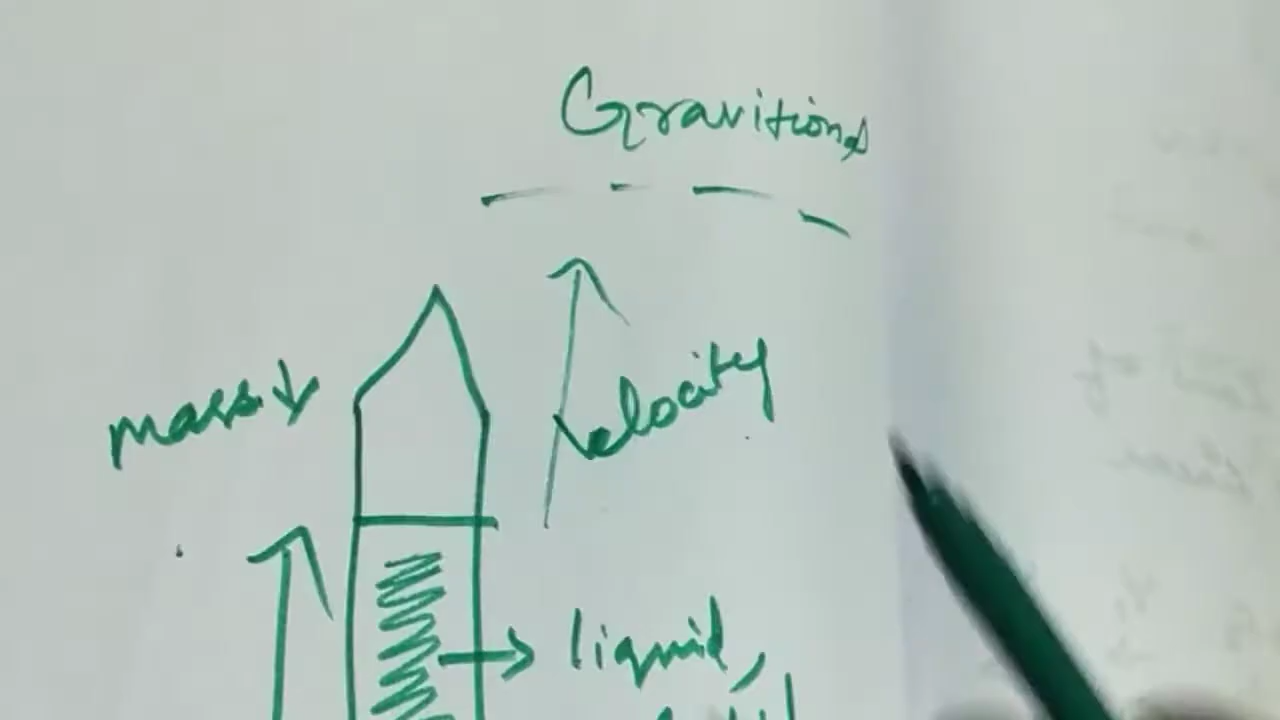 Gravitions
mass ↓
velocity
liquid,